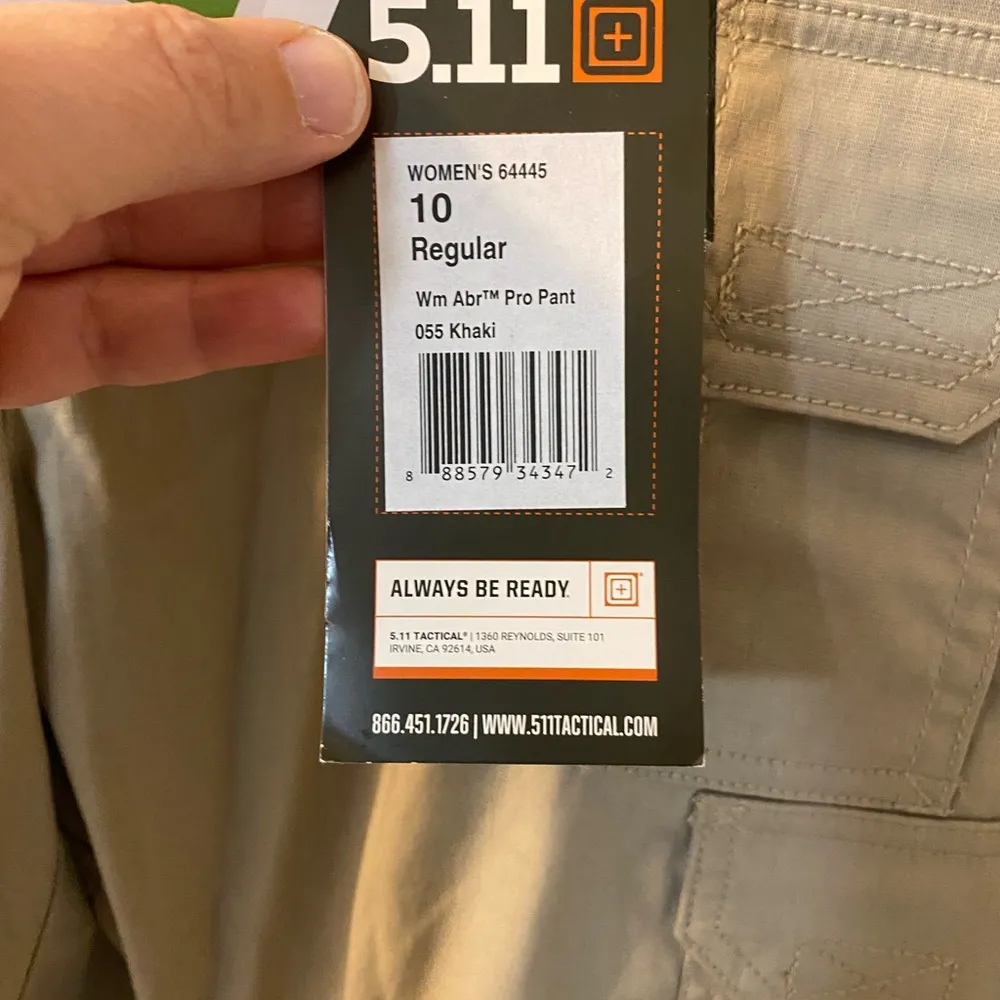 5.11
WOMEN'S 64445
10
Regular
Wm Abr™ Pro Pant
055 Khaki
8 88579 34347 2
ALWAYS BE READY.
5.11 TACTICAL® | 1360 REYNOLDS, SUITE 101
IRVINE, CA 92614, USA
866.451.1726 | WWW.511TACTICAL.COM